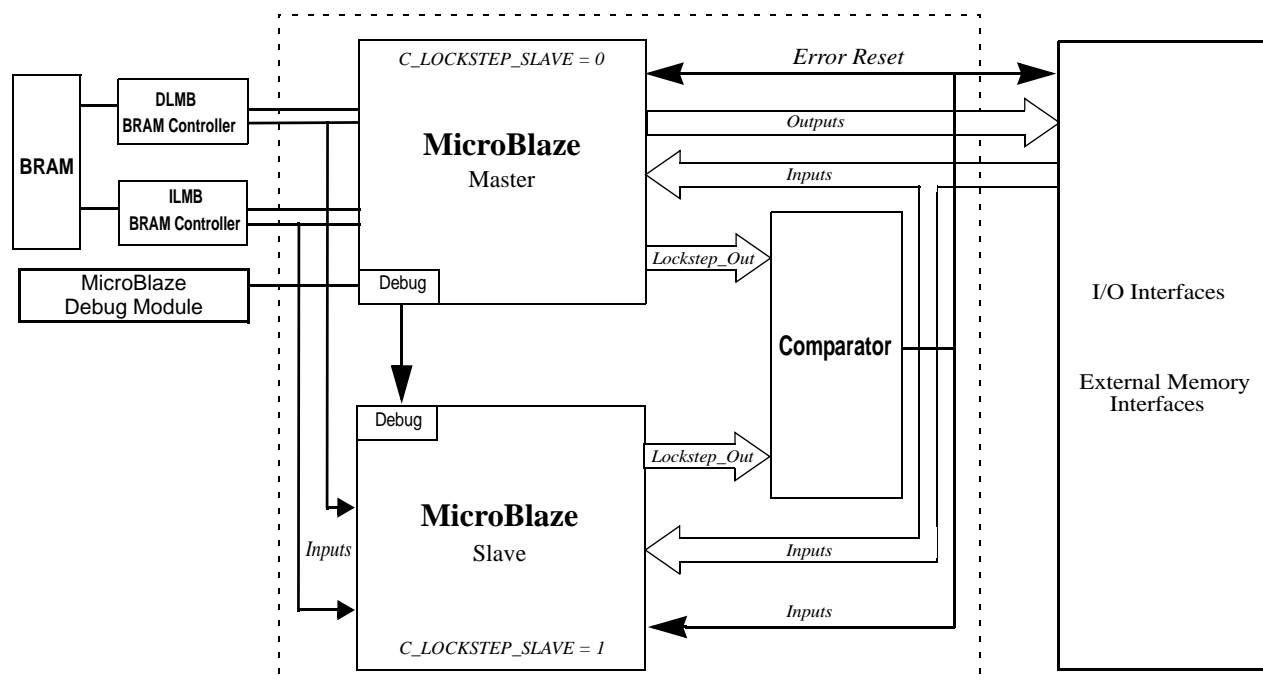 C_LOCKSTEP_SLAVE = 0
Error Reset
DLMB
BRAM Controller
Outputs
MicroBlaze
Master
BRAM
Inputs
ILMB
BRAM Controller
Lockstep_Out
MicroBlaze
Debug Module
Debug
I/O Interfaces
Comparator
External Memory
Interfaces
Debug
Lockstep_Out
MicroBlaze
Slave
Inputs
Inputs
Inputs
C_LOCKSTEP_SLAVE = 1